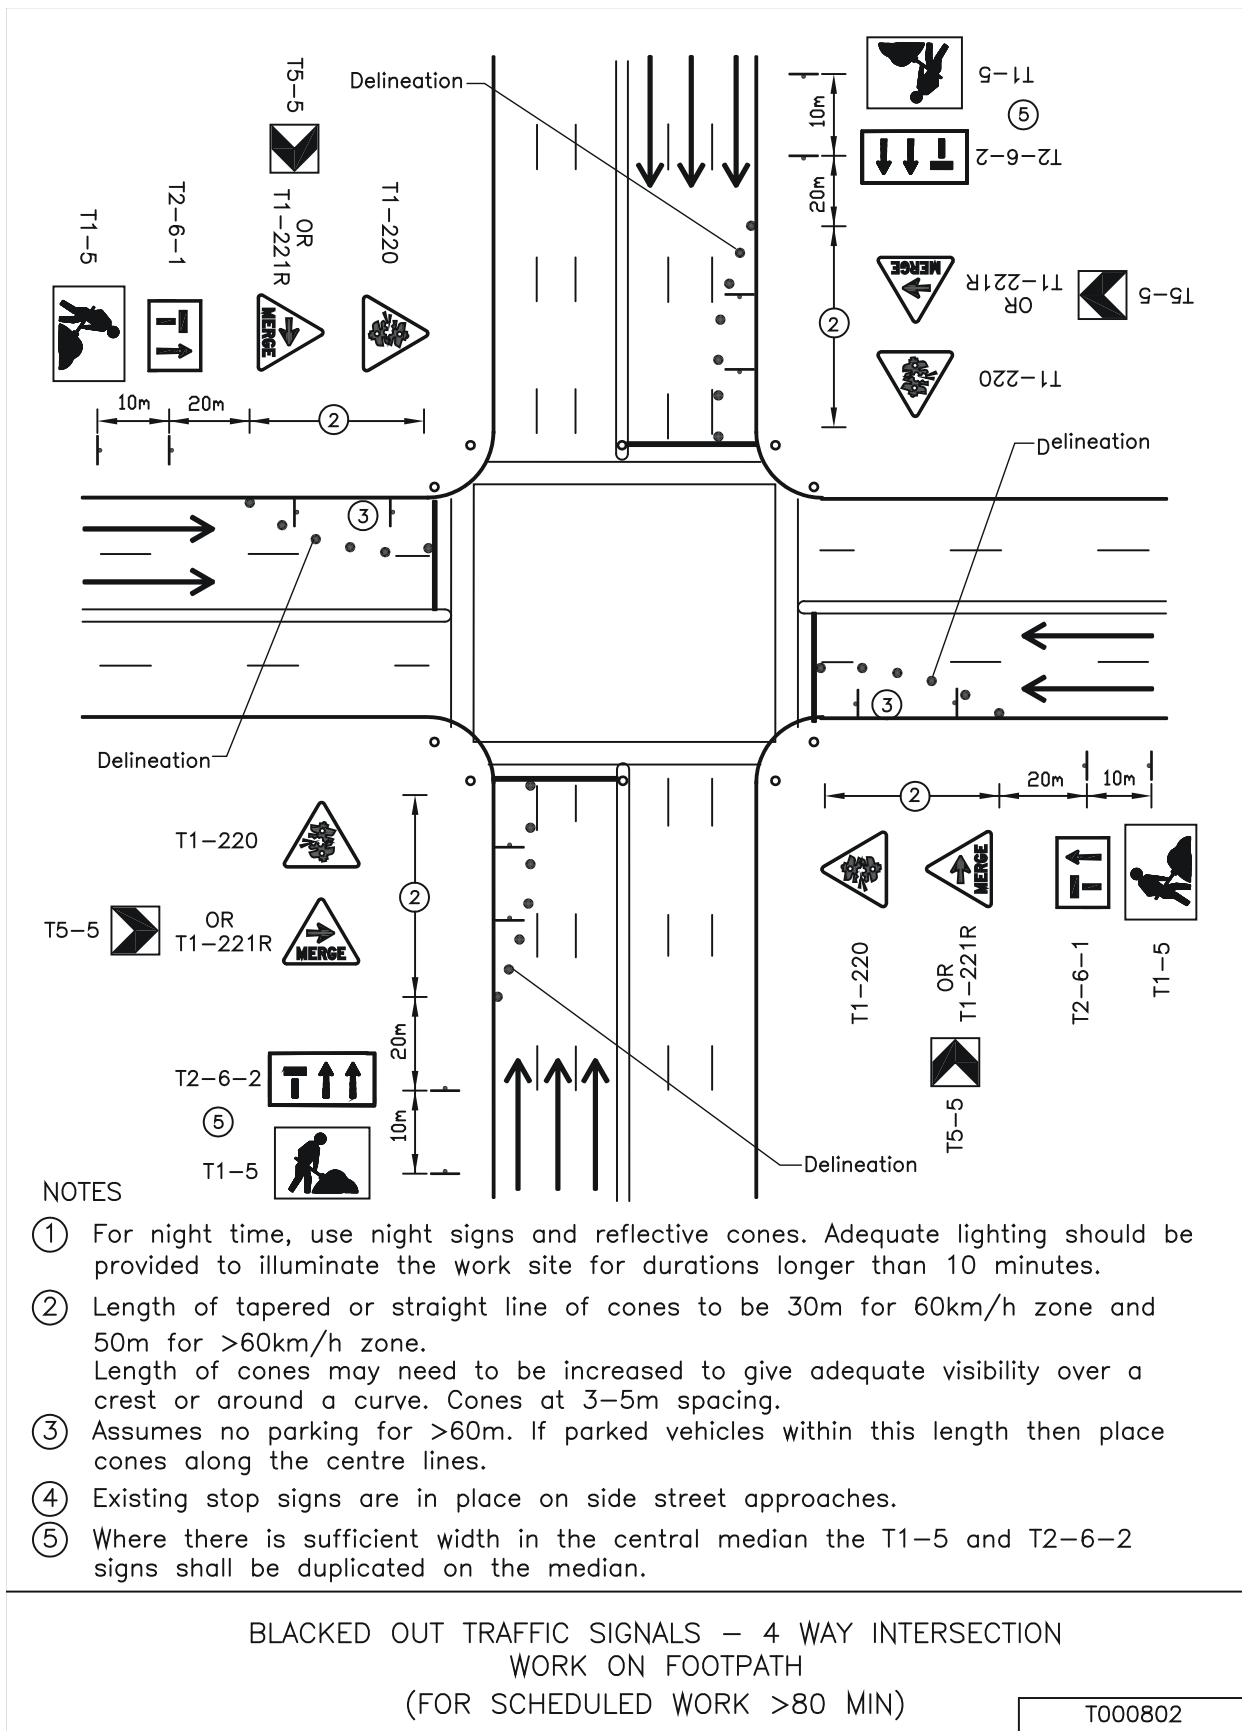 Delineation
T5-5
OR
T1-221R
T1-220
T2-6-1
T1-5
MERGE
10m
20m
2
3
T1-5
5
10m
T2-6-2
20m
MERGE
T1-221R
OR
T5-5
2
T1-220
Delineation
Delineation
3
T1-220
T5-5
OR
T1-221R
MERGE
2
20m
T2-6-2
5
10m
T1-5
2
20m
10m
MERGE
T1-220
OR
T1-221R
T2-6-1
T1-5
T5-5
Delineation
NOTES
1 For night time, use night signs and reflective cones. Adequate lighting should be
provided to illuminate the work site for durations longer than 10 minutes.
2 Length of tapered or straight line of cones to be 30m for 60km/h zone and
50m for >60km/h zone.
Length of cones may need to be increased to give adequate visibility over a
crest or around a curve. Cones at 3-5m spacing.
3 Assumes no parking for >60m. If parked vehicles within this length then place
cones along the centre lines.
4 Existing stop signs are in place on side street approaches.
5 Where there is sufficient width in the central median the T1-5 and T2-6-2
signs shall be duplicated on the median.
BLACKED OUT TRAFFIC SIGNALS - 4 WAY INTERSECTION
WORK ON FOOTPATH
(FOR SCHEDULED WORK >80 MIN)
T000802